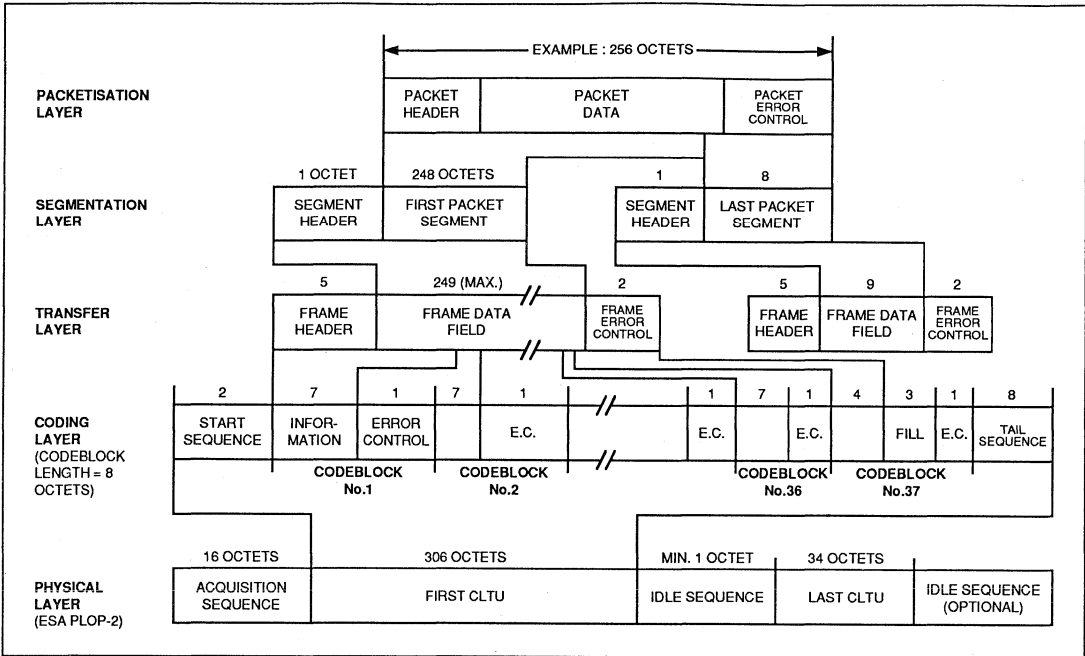 EXAMPLE : 256 OCTETS
PACKETISATION
LAYER
PACKET
HEADER
PACKET
DATA
PACKET
ERROR
CONTROL
1 OCTET
248 OCTETS
1
8
SEGMENTATION
LAYER
SEGMENT
HEADER
FIRST PACKET
SEGMENT
SEGMENT
HEADER
LAST PACKET
SEGMENT
5
249 (MAX.)
2
5
9
2
TRANSFER
LAYER
FRAME
HEADER
FRAME DATA
FIELD
FRAME
ERROR
CONTROL
FRAME
HEADER
FRAME DATA
FIELD
FRAME
ERROR
CONTROL
2
7
1
7
1
1
7
1
4
3
1
8
CODING
LAYER
(CODEBLOCK
LENGTH = 8
OCTETS)
START
SEQUENCE
INFOR-
MATION
ERROR
CONTROL
E.C.
E.C.
E.C.
FILL
E.C.
TAIL
SEQUENCE
CODEBLOCK
No.1
CODEBLOCK
No.2
CODEBLOCK
No.36
CODEBLOCK
No.37
16 OCTETS
306 OCTETS
MIN. 1 OCTET
34 OCTETS
PHYSICAL
LAYER
(ESA PLOP-2)
ACQUISITION
SEQUENCE
FIRST CLTU
IDLE SEQUENCE
LAST CLTU
IDLE SEQUENCE
(OPTIONAL)